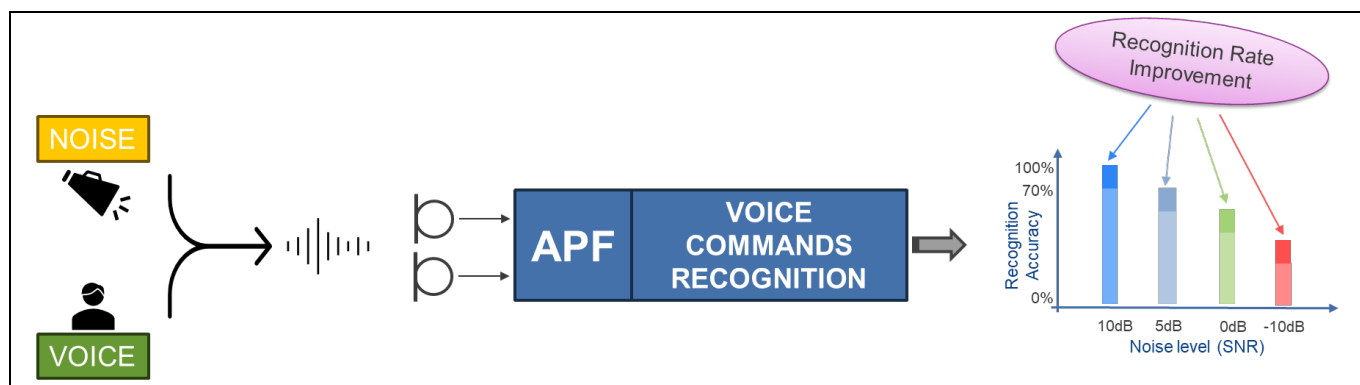 NOISE
VOICE
APF
VOICE
COMMANDS
RECOGNITION
Recognition Rate
Improvement
100%
70%
0%
Recognition
Accuracy
10dB 5dB 0dB -10dB
Noise level (SNR)